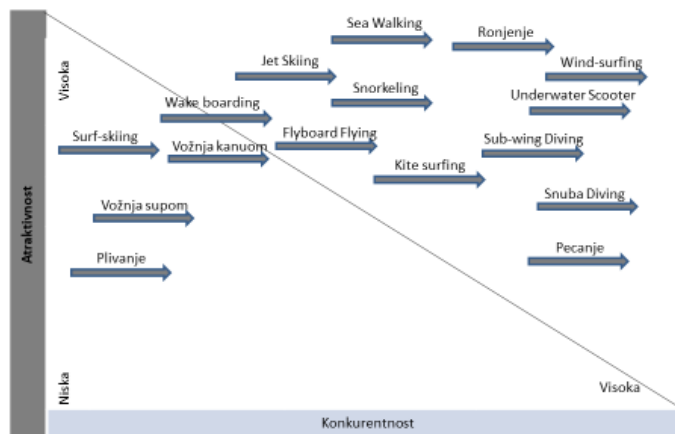 Sea Walking
Ronjenje
Jet Skiing
Wind-surfing
Visoka
Snorkeling
Underwater Scooter
Wake boarding
Surf-skiing
Vožnja kanuom
Flyboard Flying
Sub-wing Diving
Kite surfing
Vožnja supom
Snuba Diving
Atraktivnost
Plivanje
Pecanje
Niska
Visoka
Konkurentnost